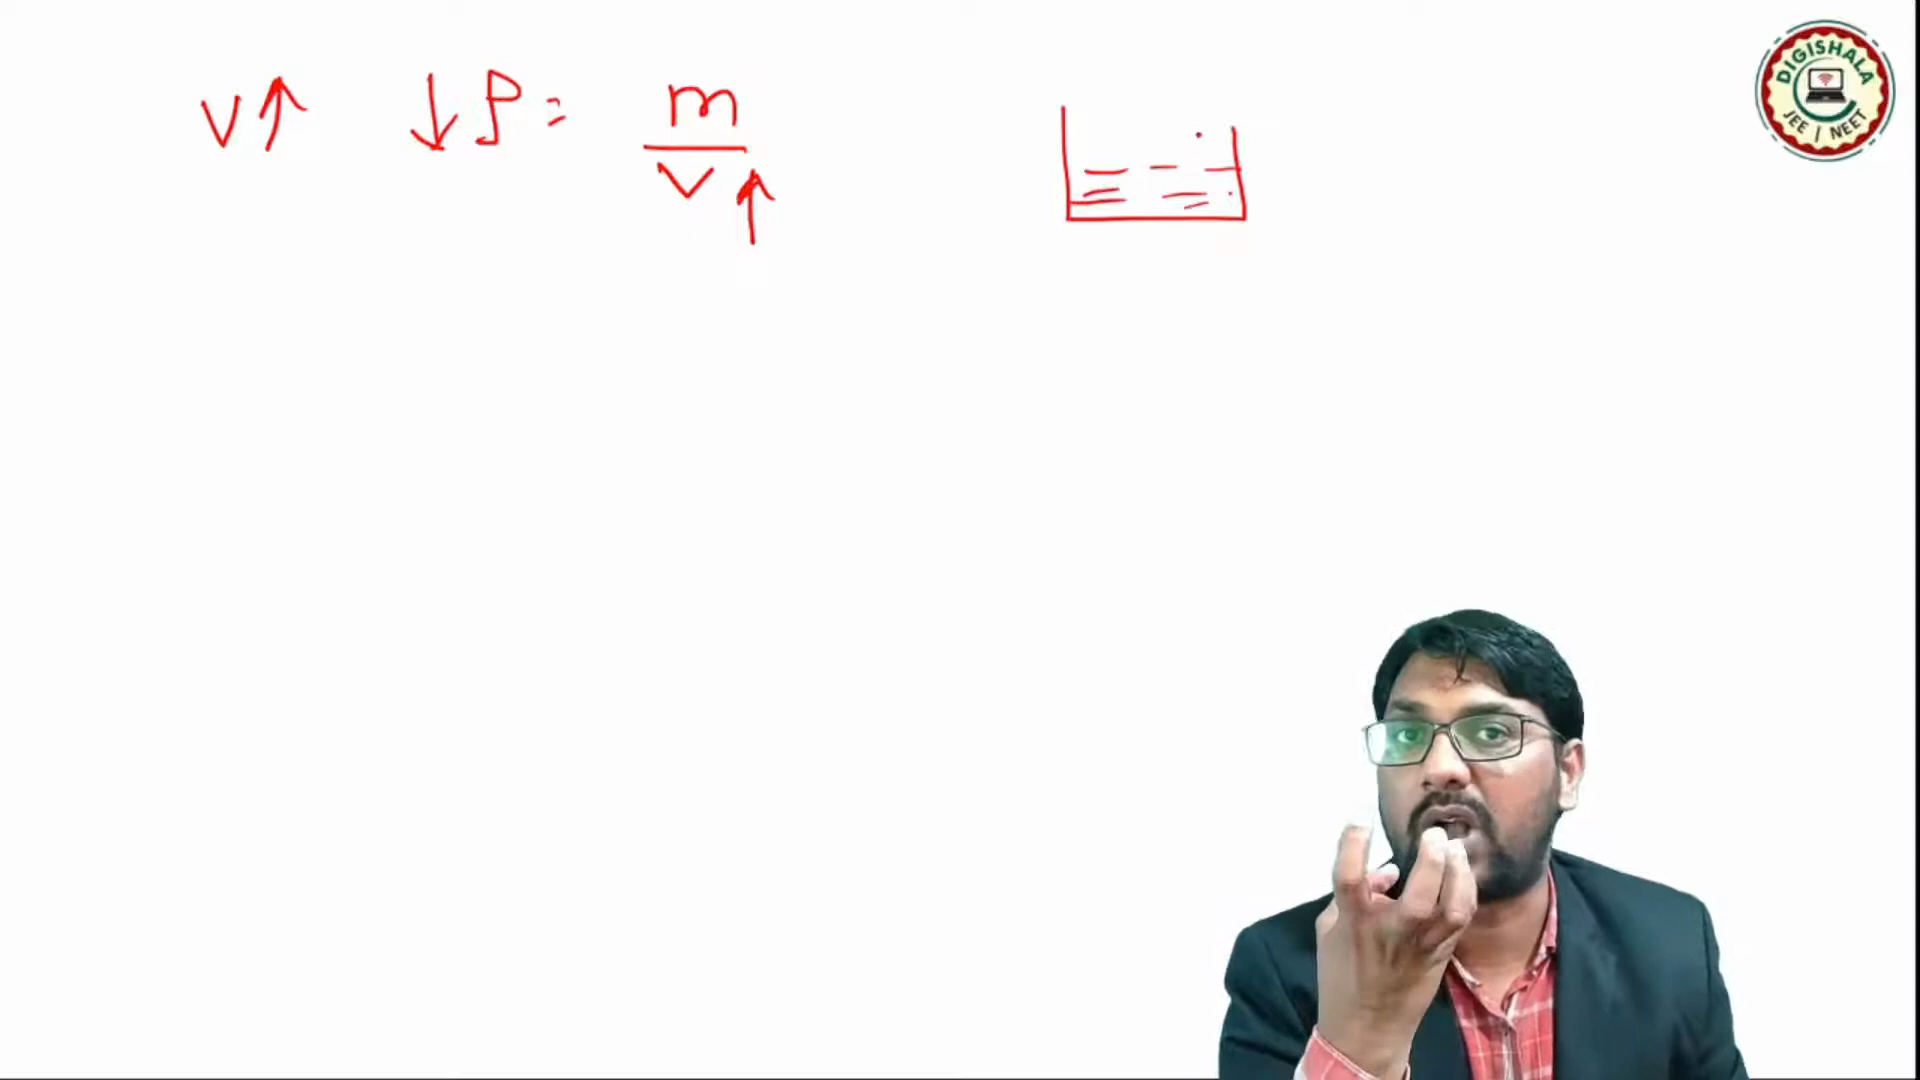 V↑ ↓ρ = m
V↑
DIGISHALA
JEE | NEET